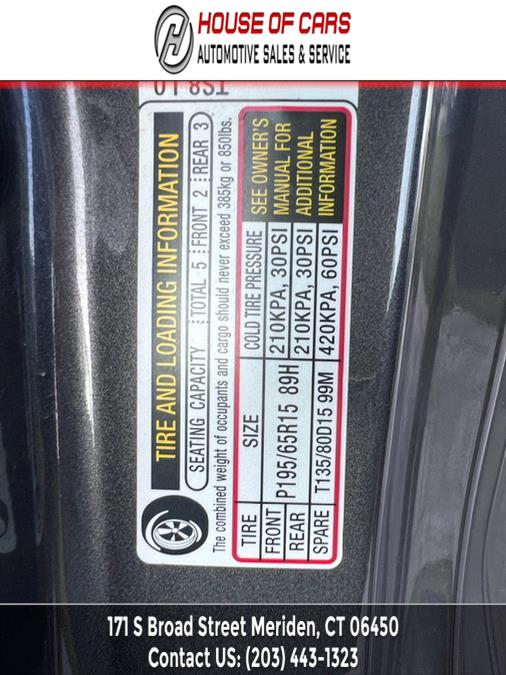 HOUSE OF CARS
AUTOMOTIVE SALES & SERVICE
TIRE AND LOADING INFORMATION
SEATING CAPACITY TOTAL 5 FRONT 2 REAR 3
The combined weight of occupants and cargo should never exceed 385kg or 850lbs.
TIRE SIZE COLD TIRE PRESSURE SEE OWNER'S
FRONT P195/65R15 89H 210KPA, 30PSI MANUAL FOR
REAR 210KPA, 30PSI ADDITIONAL
SPARE T135/80D15 99M 420KPA, 60PSI INFORMATION
171 S Broad Street Meriden, CT 06450
Contact US: (203) 443-1323